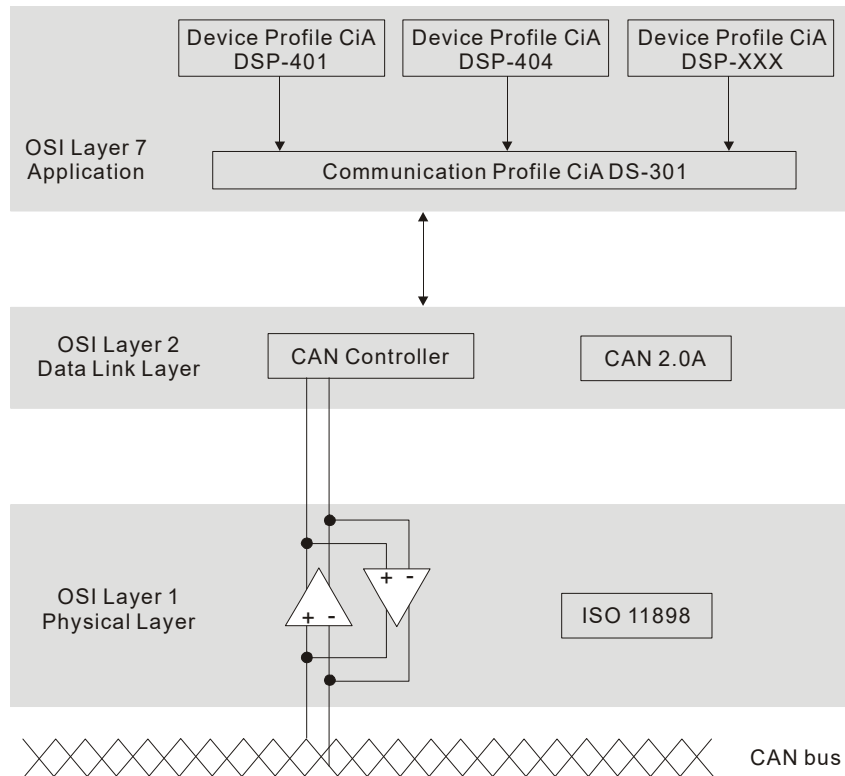 Device Profile CiA
DSP-401
Device Profile CiA
DSP-404
Device Profile CiA
DSP-XXX
OSI Layer 7
Application
Communication Profile CiA DS-301
OSI Layer 2
Data Link Layer
CAN Controller
CAN 2.0A
+ -
OSI Layer 1
Physical Layer
+ -
ISO 11898
CAN bus